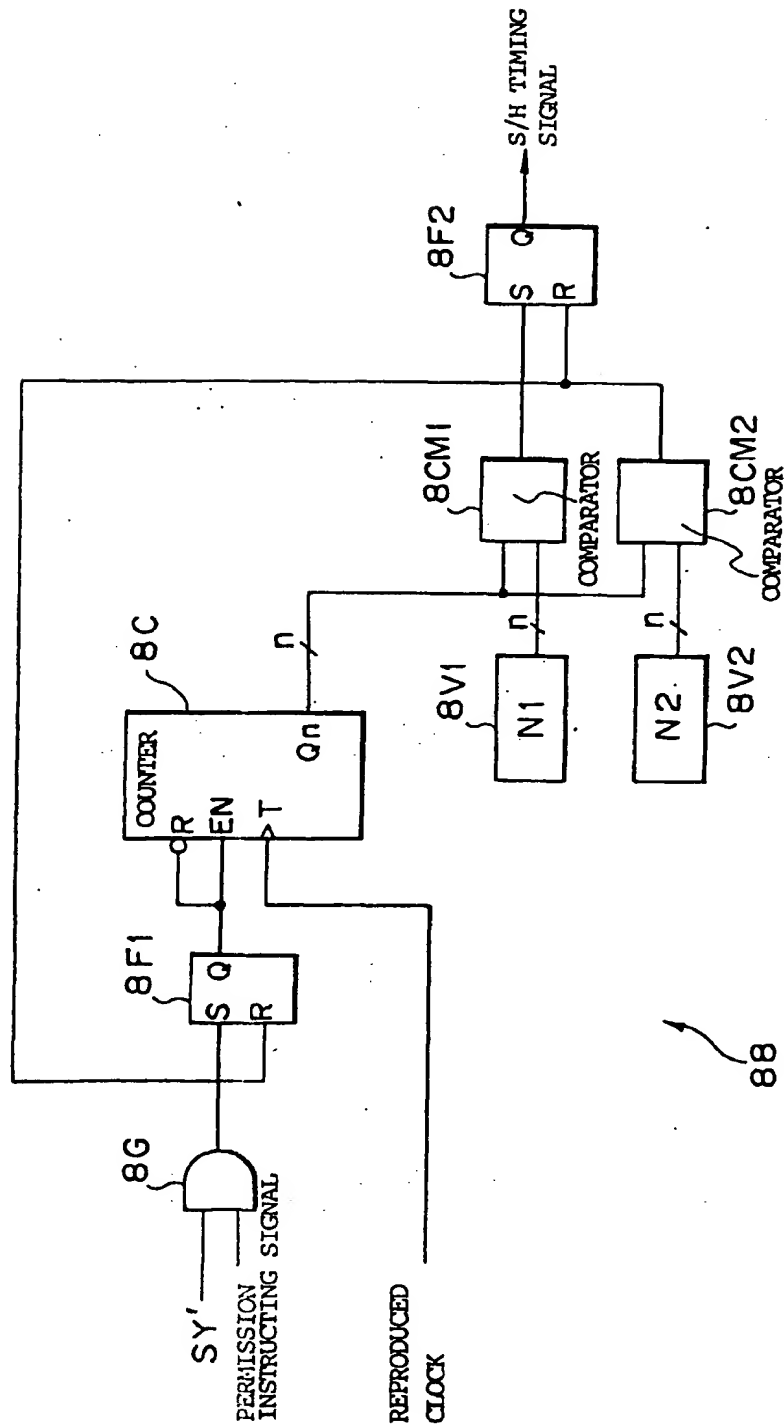 SY'
PERMISSION
INSTRUCTING SIGNAL
REPRODUCED
CLOCK
8G
8F1
S
Q
R
8C
COUNTER
R
EN
T
Qn
n
8V1
N1
n
8V2
N2
n
8CM1
COMPARATOR
8CM2
COMPARATOR
8F2
S
Q
R
S/H TIMING
SIGNAL
88